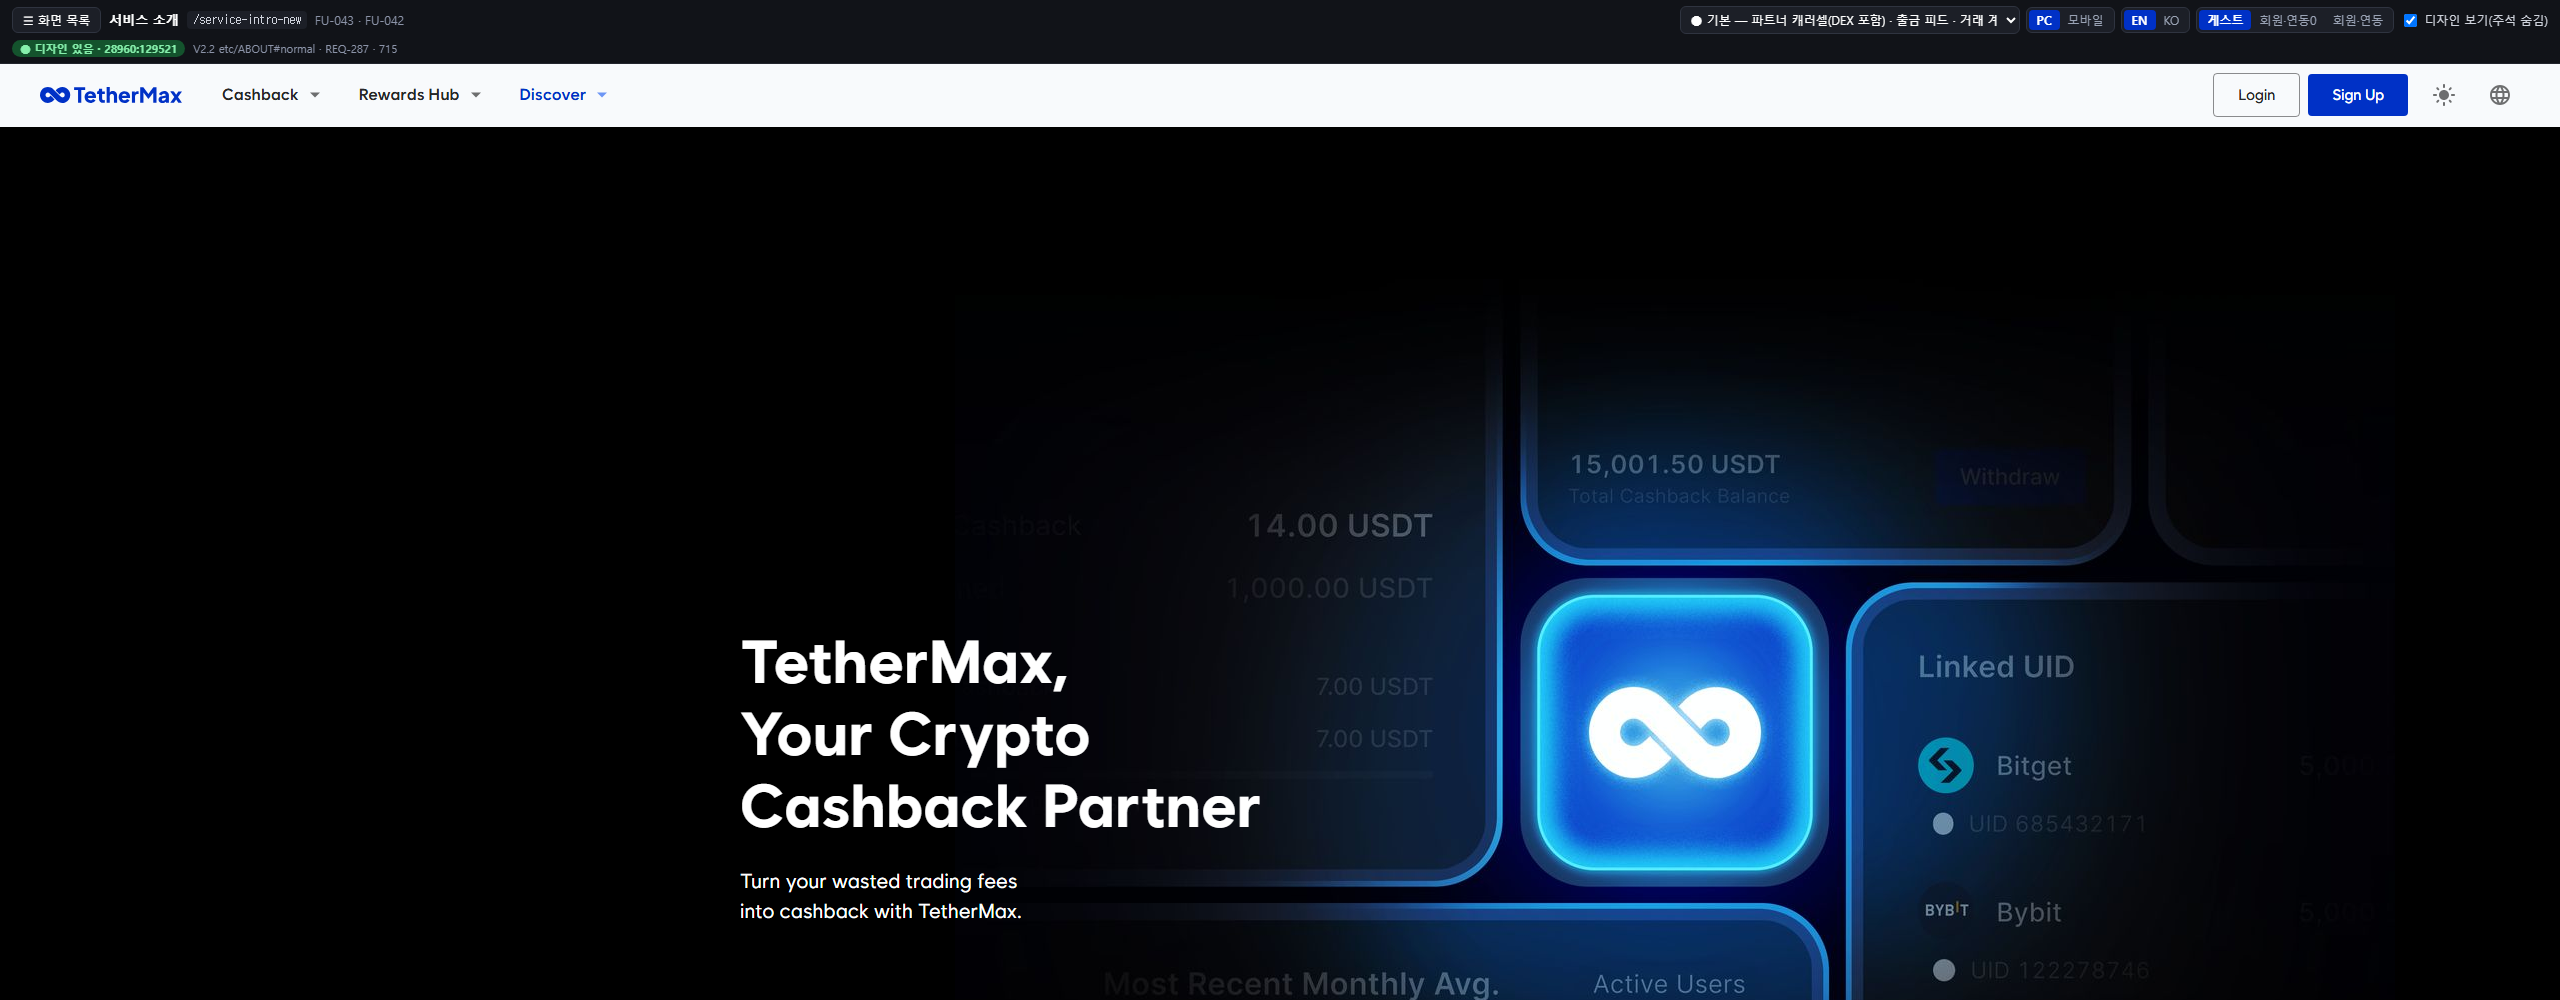 ☰ 화면 목록 서비스 소개 /service-intro-new FU-043 · FU-042
● 기본 — 파트너 캐러셀(DEX 포함) · 출금 피드 · 거래 계 PC 모바일 EN KO 게스트 회원·연동0 회원·연동 디자인 보기(주석 숨김)
● 디자인 있음 · 28960:129521 V2.2 etc/ABOUT#normal · REQ-287 · 715
TetherMax Cashback Rewards Hub Discover Login Sign Up
15,001.50 USDT
Total Cashback Balance
Withdraw
Cashback 14.00 USDT
1,000.00 USDT
7.00 USDT
7.00 USDT
TetherMax,
Your Crypto
Cashback Partner
Turn your wasted trading fees
into cashback with TetherMax.
Linked UID
Bitget 5,000
UID 685432171
BYBIT Bybit 5,000
UID 122278746
Most Recent Monthly Avg. Active Users